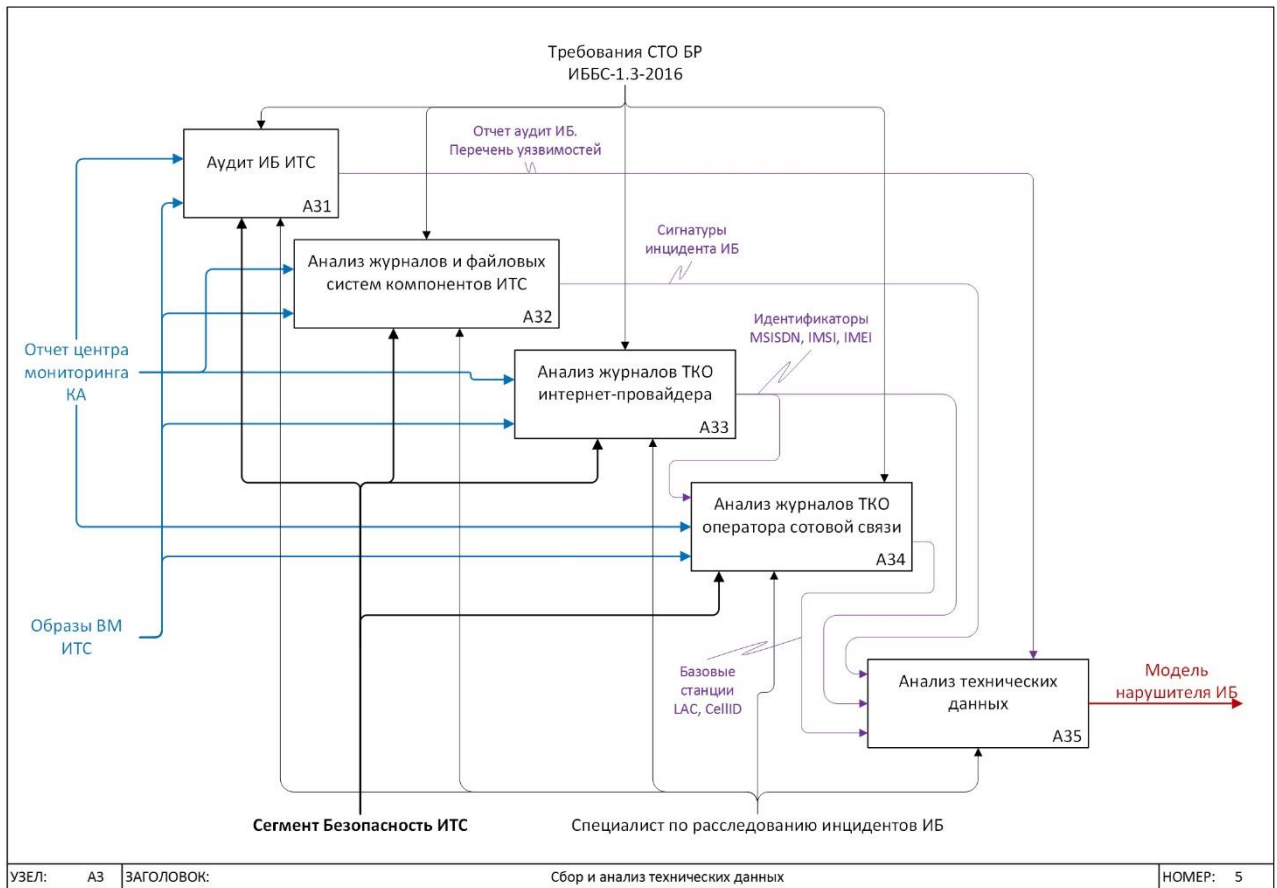 Требования СТО БР
ИББС-1.3-2016
Отчет аудит ИБ.
Перечень уязвимостей
Аудит ИБ ИТС
А31
Сигнатуры
инцидента ИБ
Анализ журналов и файловых
систем компонентов ИТС
А32
Идентификаторы
MSISDN, IMSI, IMEI
Отчет центра
мониторинга
КА
Анализ журналов ТКО
интернет-провайдера
А33
Анализ журналов ТКО
оператора сотовой связи
А34
Образы ВМ
ИТС
Базовые
станции
LAC, CellID
Анализ технических
данных
А35
Модель
нарушителя ИБ
Сегмент Безопасность ИТС
Специалист по расследованию инцидентов ИБ
УЗЕЛ: А3 ЗАГОЛОВОК: Сбор и анализ технических данных НОМЕР: 5